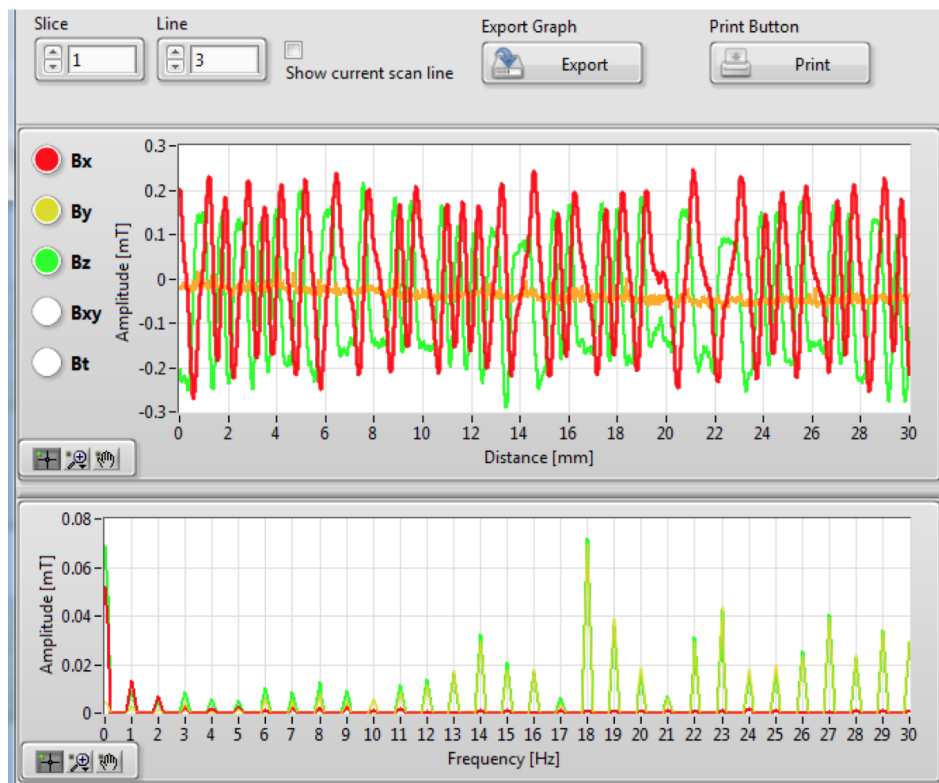 Slice
Line
Export Graph
Print Button
1
3
Show current scan line
Export
Print
Bx
By
Bz
Bxy
Bt
Amplitude [mT]
0.3
0.2
0.1
0
-0.1
-0.2
-0.3
0 2 4 6 8 10 12 14 16 18 20 22 24 26 28 30
Distance [mm]
Amplitude [mT]
0.08
0.06
0.04
0.02
0
0 1 2 3 4 5 6 7 8 9 10 11 12 13 14 15 16 17 18 19 20 21 22 23 24 25 26 27 28 29 30
Frequency [Hz]